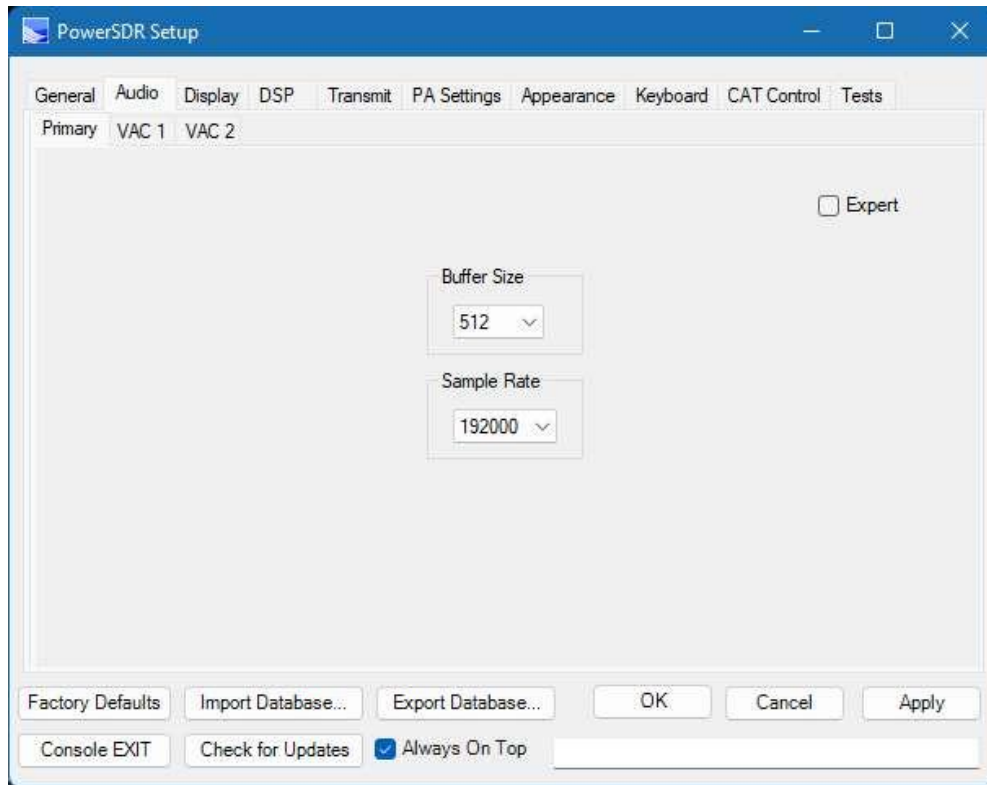 PowerSDR Setup
General Audio Display DSP Transmit PA Settings Appearance Keyboard CAT Control Tests
Primary VAC 1 VAC 2
Expert
Buffer Size
512
Sample Rate
192000
Factory Defaults Import Database... Export Database... OK Cancel Apply
Console EXIT Check for Updates Always On Top